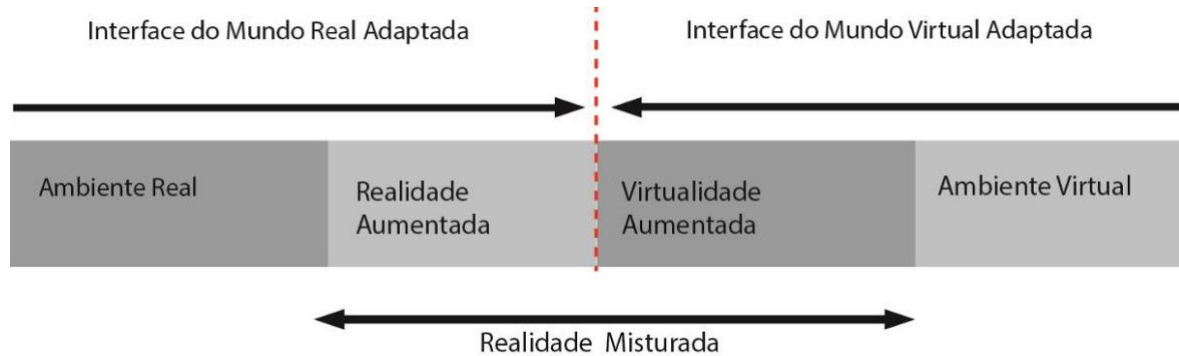 Interface do Mundo Real Adaptada
Interface do Mundo Virtual Adaptada
Ambiente Real
Realidade
Aumentada
Virtualidade
Aumentada
Ambiente Virtual
Realidade Misturada